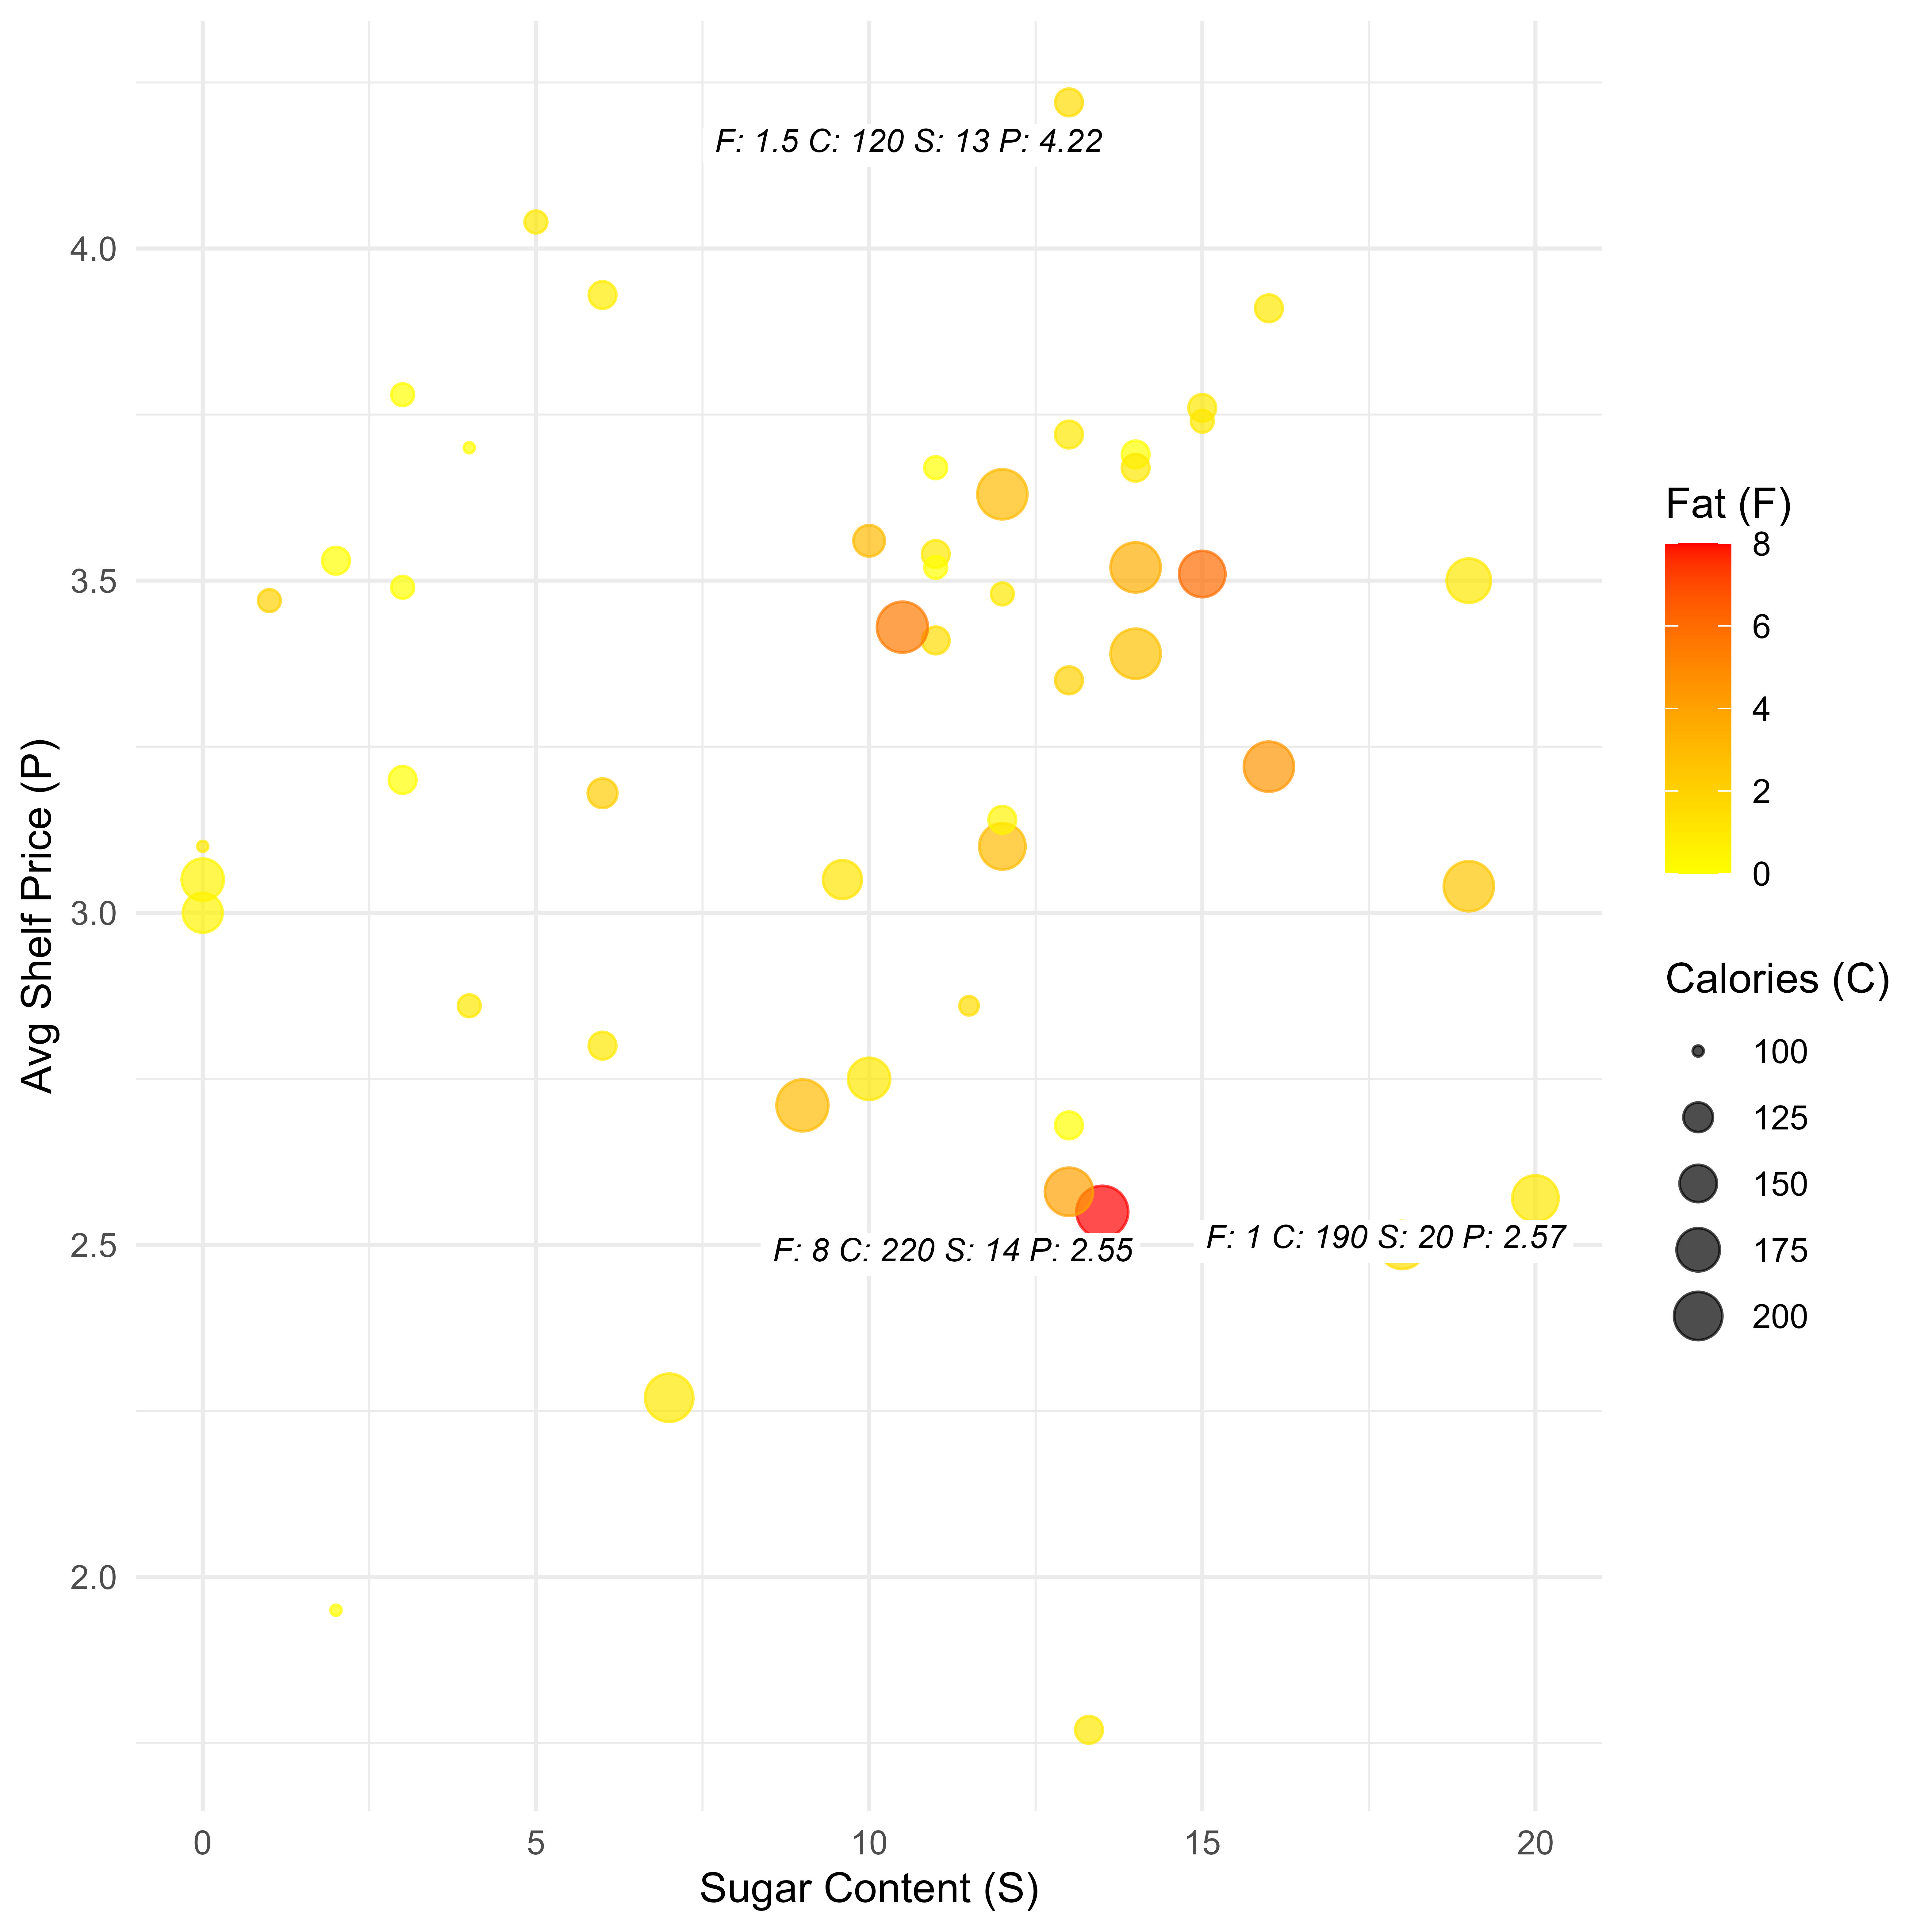 F: 1.5 C: 120 S: 13 P: 4.22
4.0
3.5
3.0
2.5
2.0
Avg Shelf Price (P)
F: 8 C: 220 S: 14 P: 2.55
F: 1 C: 190 S: 20 P: 2.57
0
5
10
15
20
Sugar Content (S)
Fat (F)
8
6
4
2
0
Calories (C)
100
125
150
175
200